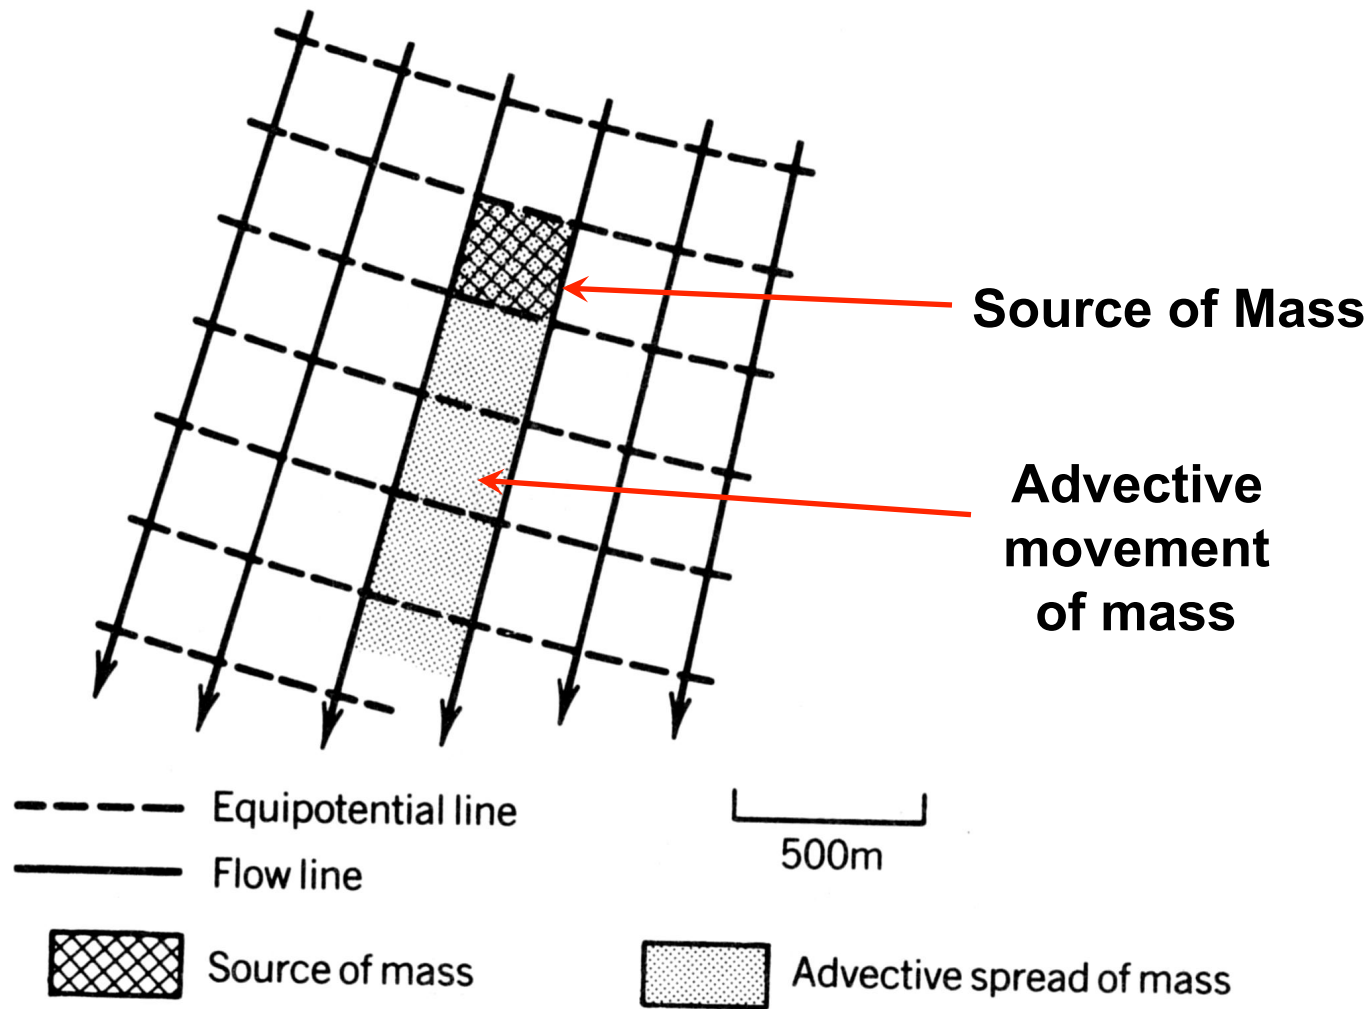 Source of Mass
Advective
movement
of mass
Equipotential line
500m
Flow line
Source of mass
Advective spread of mass